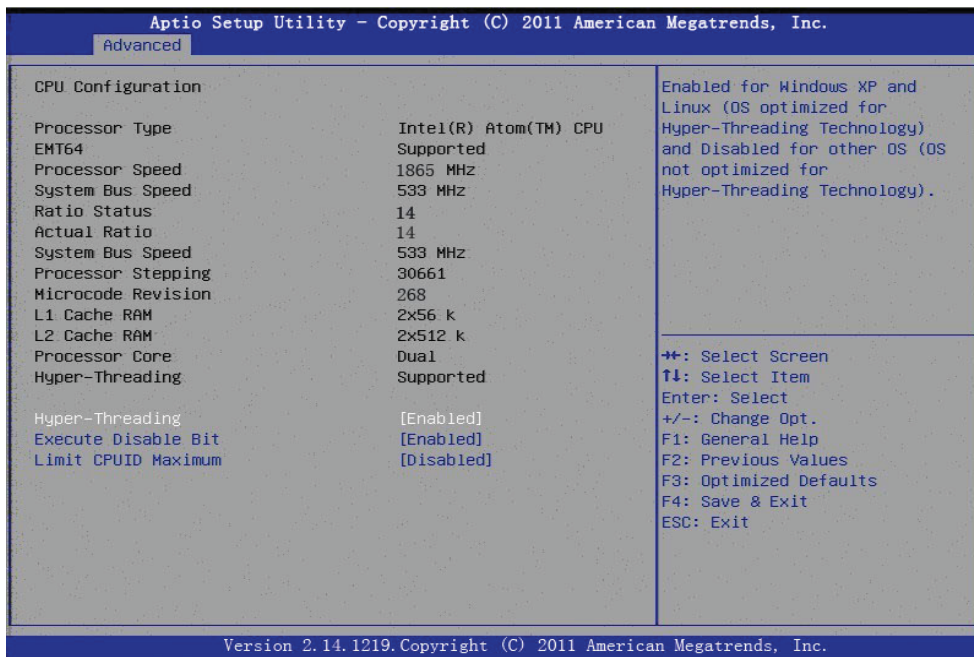 Aptio Setup Utility - Copyright (C) 2011 American Megatrends, Inc.
Advanced
CPU Configuration
Processor Type Intel(R) Atom(TM) CPU
EMT64 Supported
Processor Speed 1865 MHz
System Bus Speed 533 MHz
Ratio Status 14
Actual Ratio 14
System Bus Speed 533 MHz
Processor Stepping 30661
Microcode Revision 268
L1 Cache RAM 2x56 k
L2 Cache RAM 2x512 k
Processor Core Dual
Hyper-Threading Supported
Hyper-Threading [Enabled]
Execute Disable Bit [Enabled]
Limit CPUID Maximum [Disabled]
Enabled for Windows XP and
Linux (OS optimized for
Hyper-Threading Technology)
and Disabled for other OS (OS
not optimized for
Hyper-Threading Technology).
→←: Select Screen
↑↓: Select Item
Enter: Select
+/-: Change Opt.
F1: General Help
F2: Previous Values
F3: Optimized Defaults
F4: Save & Exit
ESC: Exit
Version 2.14.1219.Copyright (C) 2011 American Megatrends, Inc.